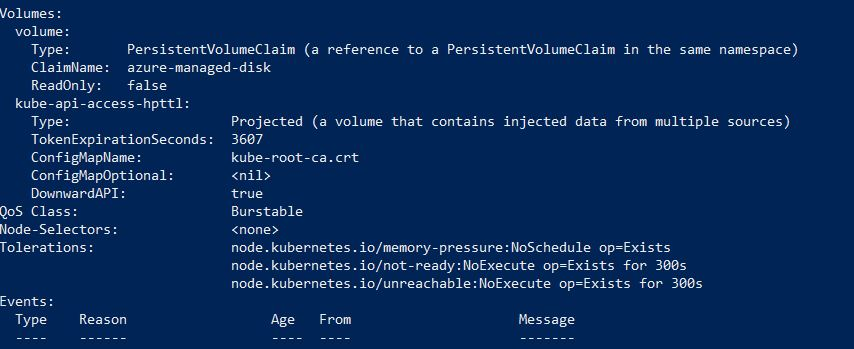 Volumes:
volume:
Type: PersistentVolumeClaim (a reference to a PersistentVolumeClaim in the same namespace)
ClaimName: azure-managed-disk
ReadOnly: false
kube-api-access-hpttl:
Type: Projected (a volume that contains injected data from multiple sources)
TokenExpirationSeconds: 3607
ConfigMapName: kube-root-ca.crt
ConfigMapOptional: <nil>
DownwardAPI: true
QoS Class: Burstable
Node-Selectors: <none>
Tolerations: node.kubernetes.io/memory-pressure:NoSchedule op=Exists
node.kubernetes.io/not-ready:NoExecute op=Exists for 300s
node.kubernetes.io/unreachable:NoExecute op=Exists for 300s
Events:
Type Reason Age From Message
---- ------ ---- ---- -------